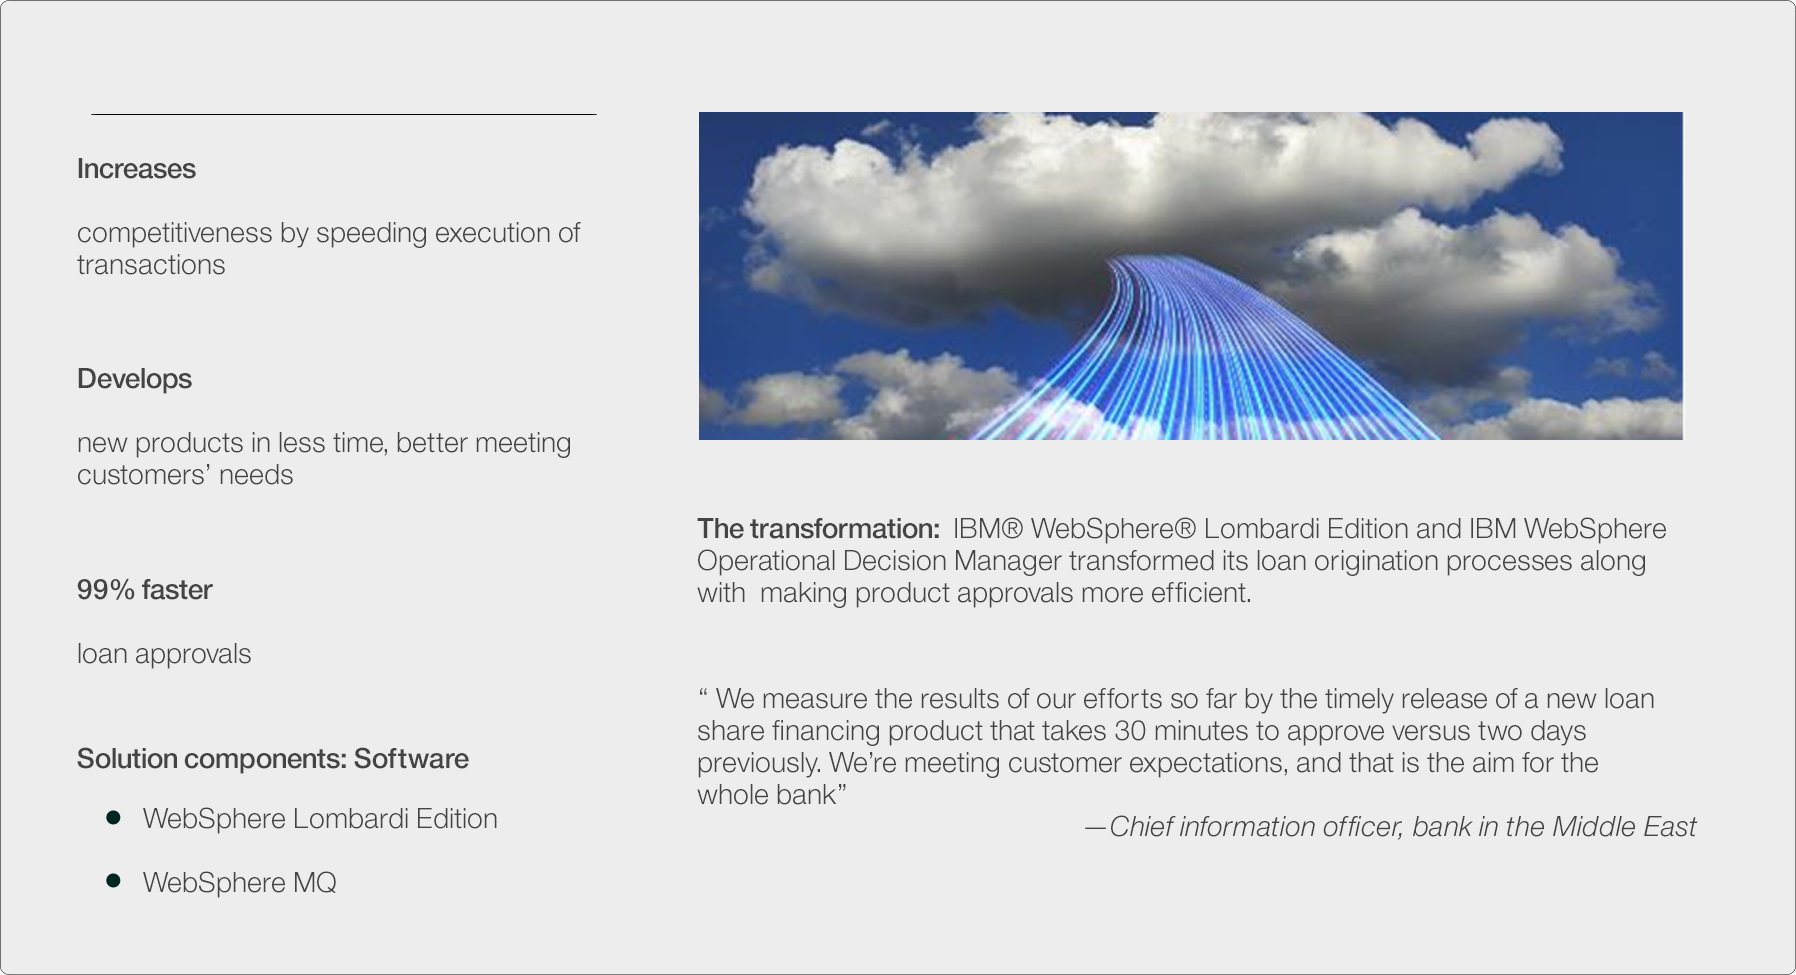 Increases
competitiveness by speeding execution of
transactions
Develops
new products in less time, better meeting
customers’ needs
99% faster
loan approvals
Solution components: Software
● WebSphere Lombardi Edition
● WebSphere MQ
The transformation:  IBM® WebSphere® Lombardi Edition and IBM WebSphere
Operational Decision Manager transformed its loan origination processes along
with  making product approvals more efficient.
“ We measure the results of our efforts so far by the timely release of a new loan
share financing product that takes 30 minutes to approve versus two days
previously. We’re meeting customer expectations, and that is the aim for the
whole bank”
—Chief information officer, bank in the Middle East